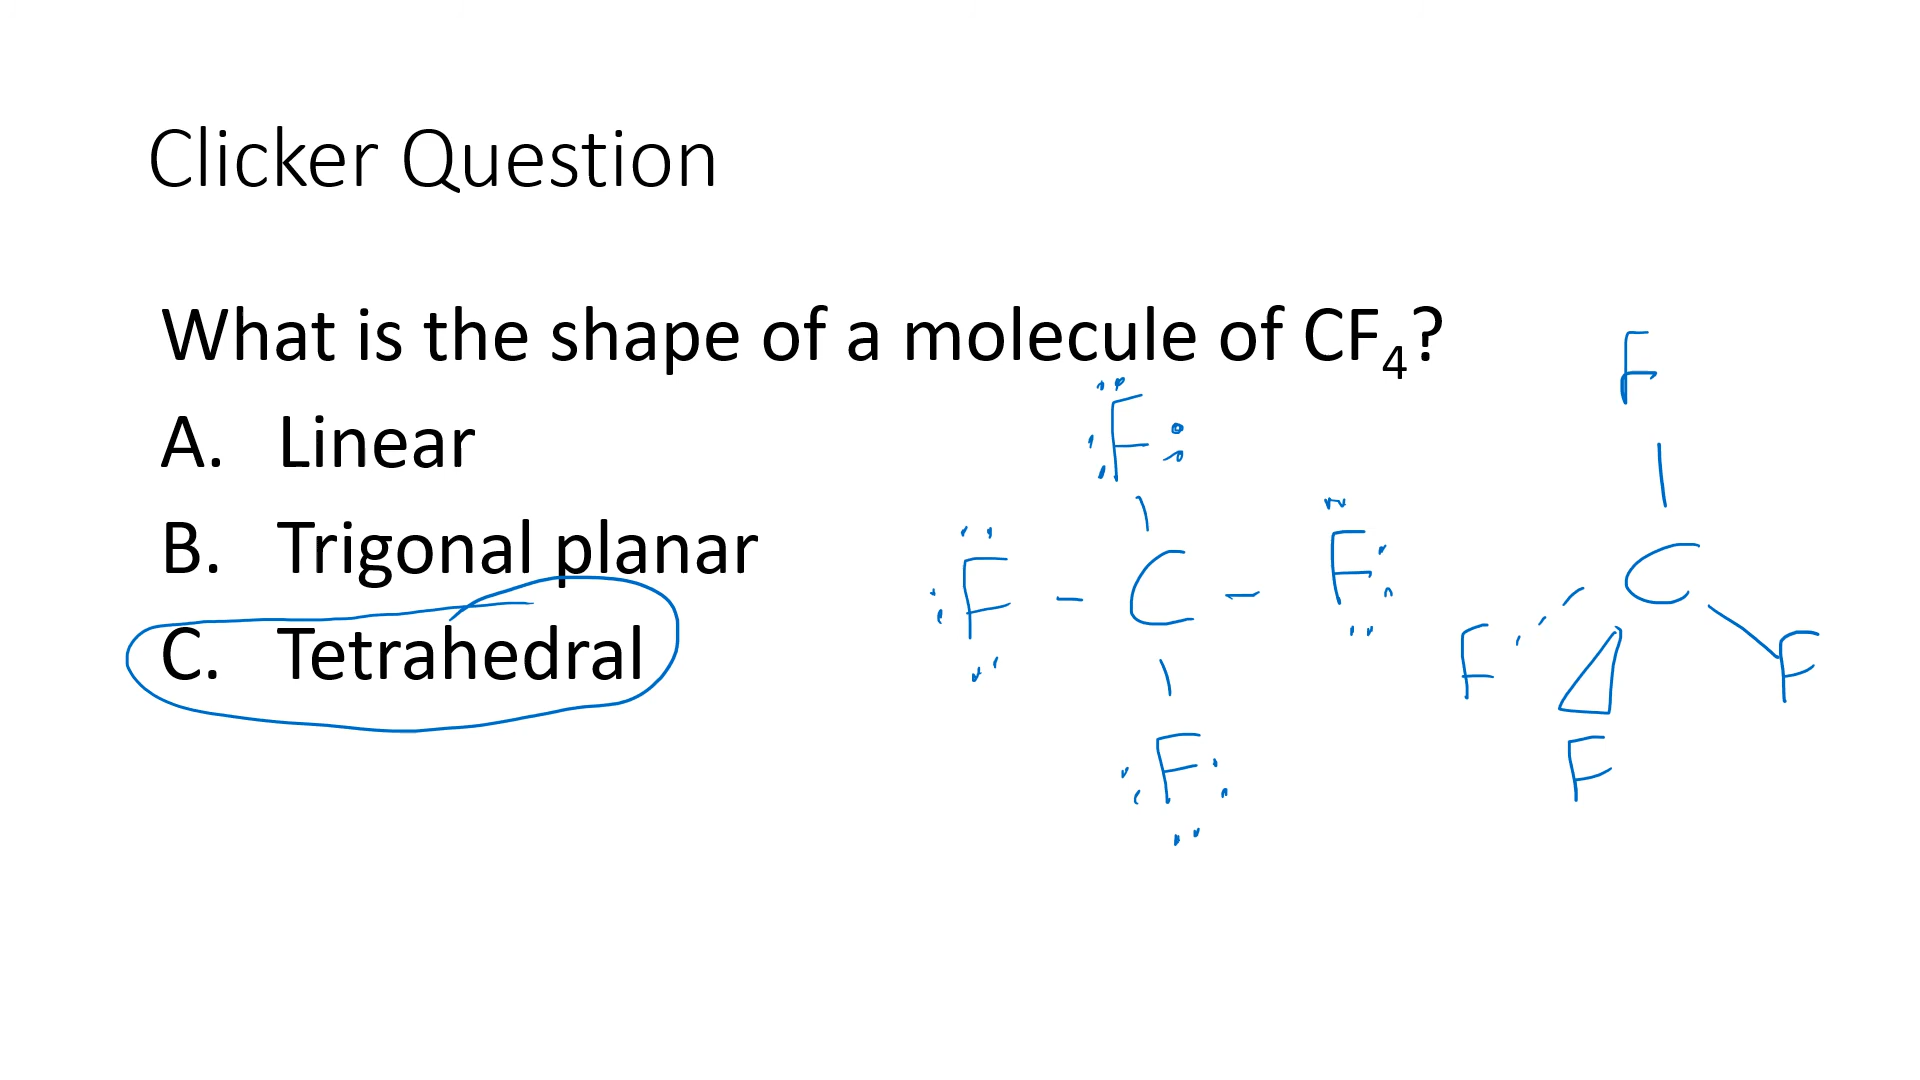 Clicker Question
What is the shape of a molecule of CF₄?
A. Linear
B. Trigonal planar
C. Tetrahedral
F
F - C - F
F
F
C
F F
F